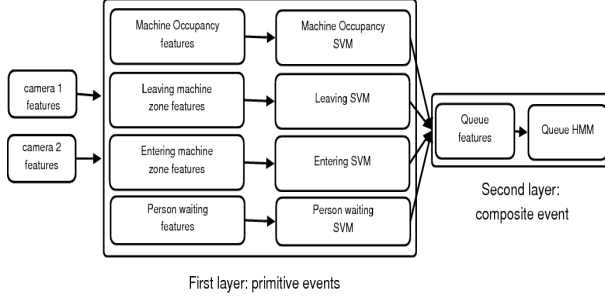 camera 1
features
camera 2
features
Machine Occupancy
features
Machine Occupancy
SVM
Leaving machine
zone features
Leaving SVM
Entering machine
zone features
Entering SVM
Person waiting
features
Person waiting
SVM
Queue
features
Queue HMM
Second layer:
composite event
First layer: primitive events